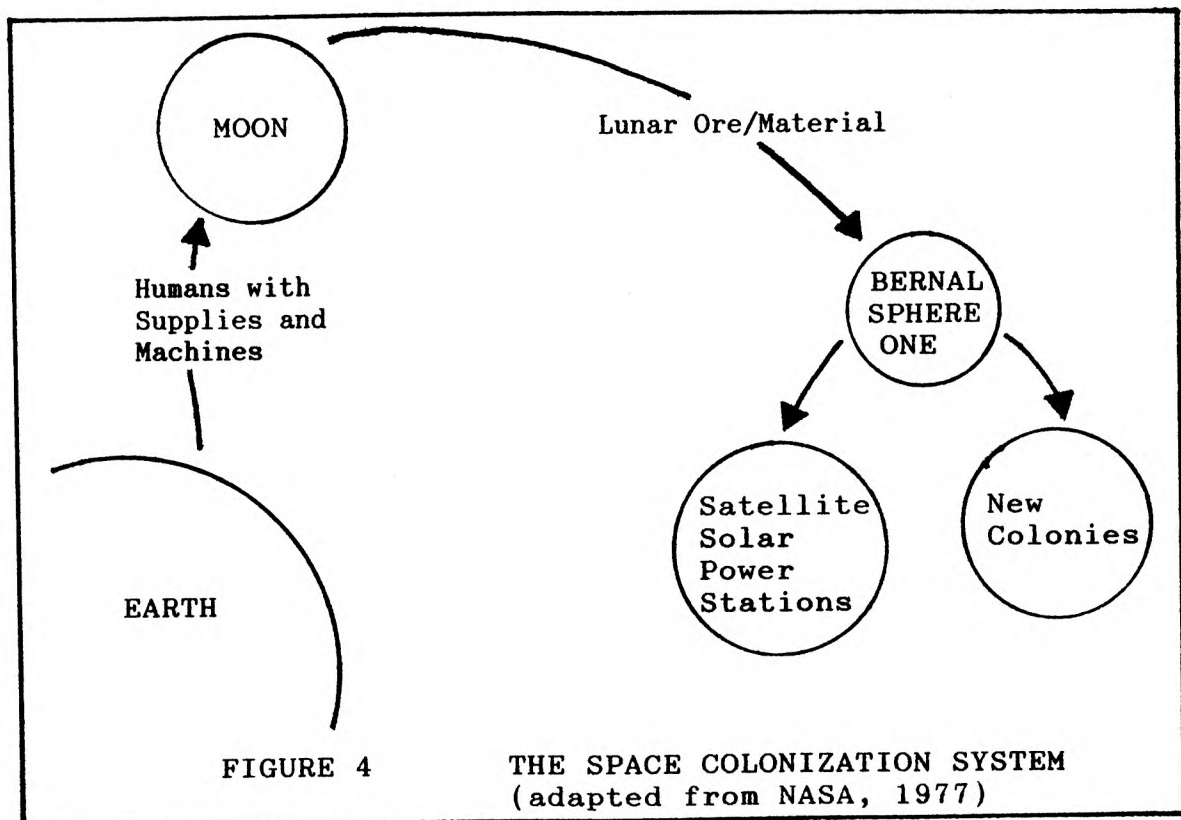 MOON
Lunar Ore/Material
Humans with
Supplies and
Machines
BERNAL
SPHERE
ONE
Satellite
Solar
Power
Stations
New
Colonies
EARTH
FIGURE 4 THE SPACE COLONIZATION SYSTEM
(adapted from NASA, 1977)